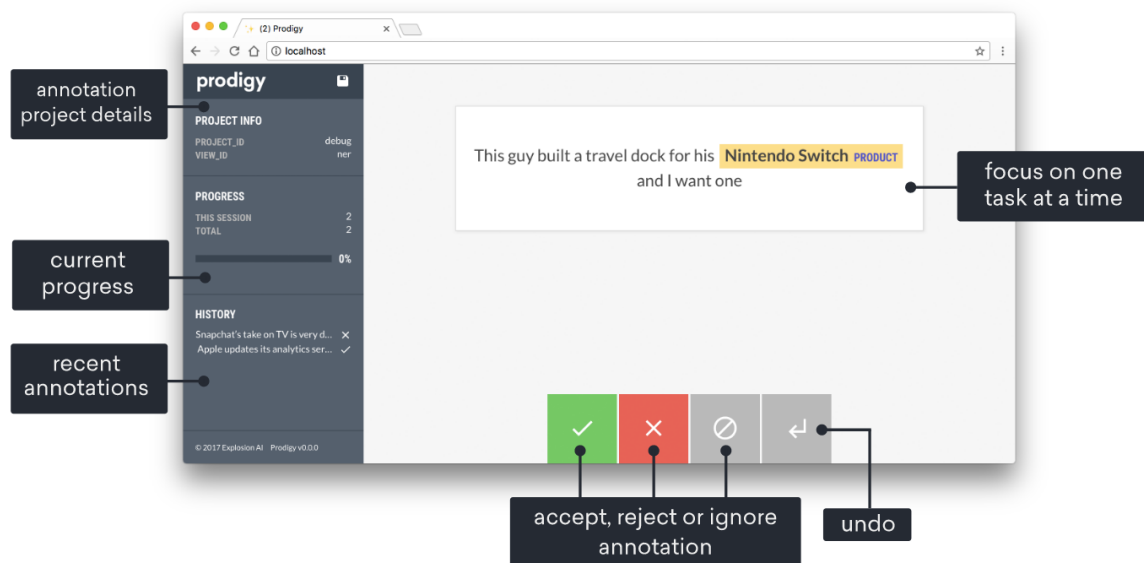 (2) Prodigy
localhost
prodigy
annotation
project details
PROJECT INFO
PROJECT_ID debug
VIEW_ID ner
This guy built a travel dock for his Nintendo Switch PRODUCT
and I want one
focus on one
task at a time
PROGRESS
THIS SESSION 2
TOTAL 2
0%
current
progress
HISTORY
Snapchat's take on TV is very d...
Apple updates its analytics ser...
recent
annotations
© 2017 Explosion AI Prodigy v0.0.0
accept, reject or ignore
annotation
undo